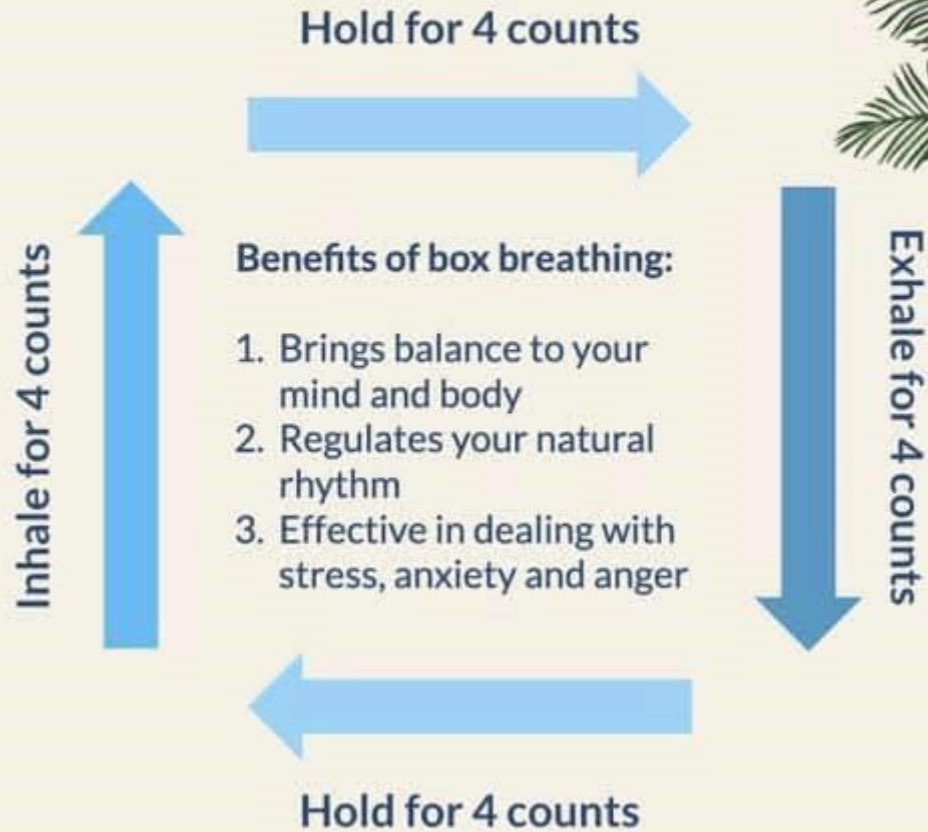 Hold for 4 counts
Inhale for 4 counts
Benefits of box breathing:
1. Brings balance to your
mind and body
2. Regulates your natural
rhythm
3. Effective in dealing with
stress, anxiety and anger
Exhale for 4 counts
Hold for 4 counts